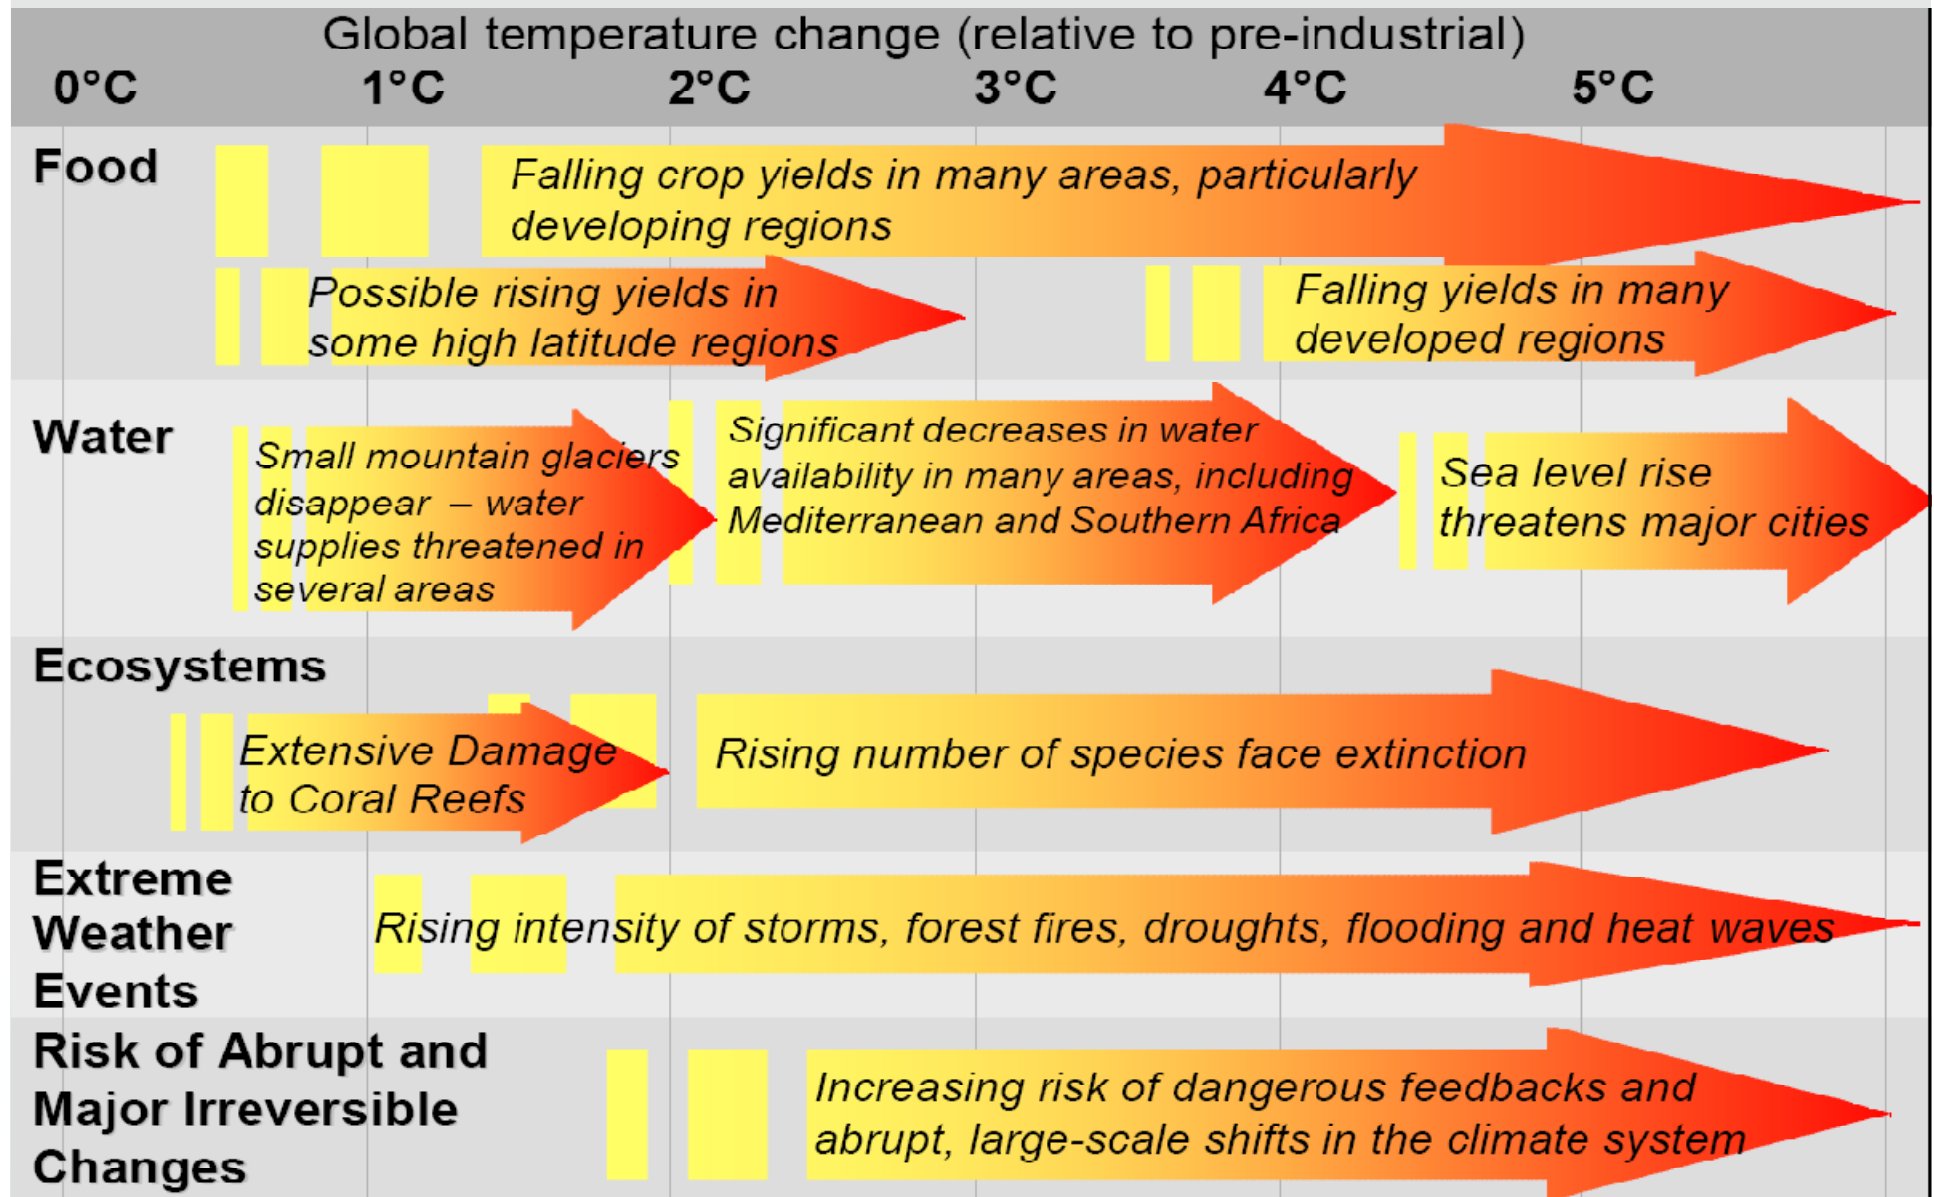 Global temperature change (relative to pre-industrial)
0°C 1°C 2°C 3°C 4°C 5°C
Food
Falling crop yields in many areas, particularly
developing regions
Possible rising yields in
some high latitude regions
Falling yields in many
developed regions
Water
Small mountain glaciers
disappear – water
supplies threatened in
several areas
Significant decreases in water
availability in many areas, including
Mediterranean and Southern Africa
Sea level rise
threatens major cities
Ecosystems
Extensive Damage
to Coral Reefs
Rising number of species face extinction
Extreme
Weather
Events
Rising intensity of storms, forest fires, droughts, flooding and heat waves
Risk of Abrupt and
Major Irreversible
Changes
Increasing risk of dangerous feedbacks and
abrupt, large-scale shifts in the climate system